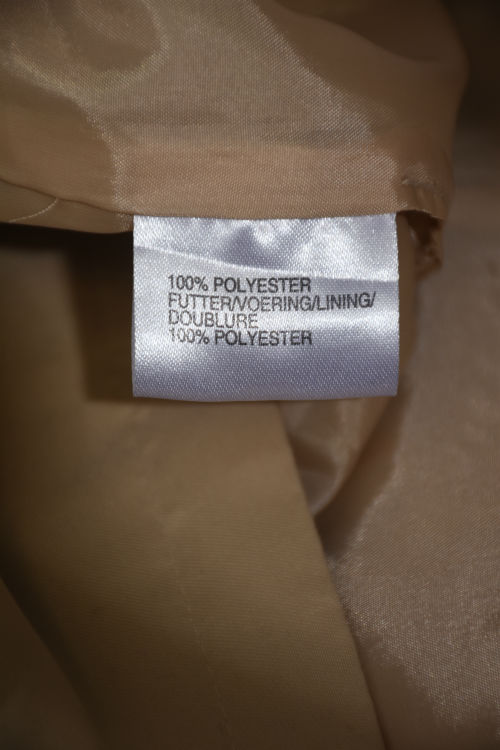 100% POLYESTER
FUTTER/VOERING/LINING/
DOUBLURE
100% POLYESTER